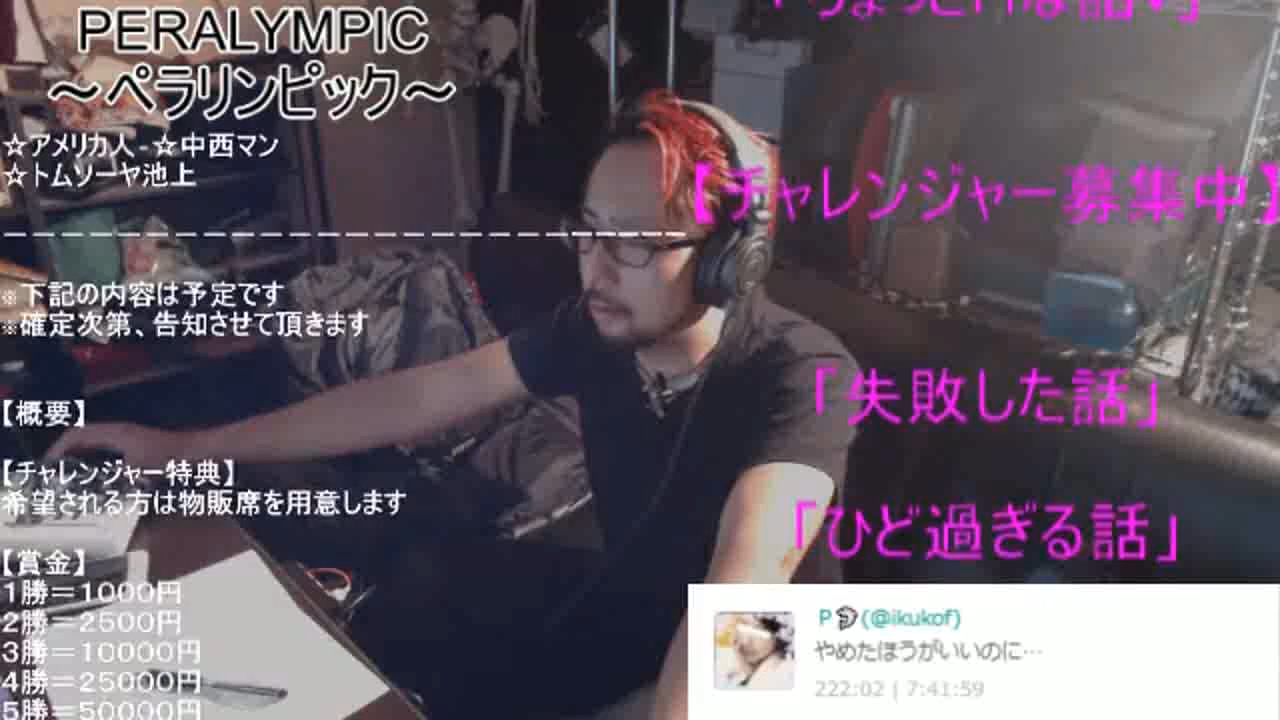 PERALYMPIC
～ペラリンピック～
☆アメリカ人-☆中西マン
☆トムソーヤ池上
※下記の内容は予定です
※確定次第、告知させて頂きます
【概要】
【チャレンジャー特典】
希望される方は物販席を用意します
【賞金】
1勝＝1000円
2勝＝2500円
3勝＝10000円
4勝＝25000円
5勝＝50000円
「ちょっとHな話♥」
【チャレンジャー募集中】
「失敗した話」
「ひど過ぎる話」
P (@ikukof)
やめたほうがいいのに…
222:02 | 7:41:59